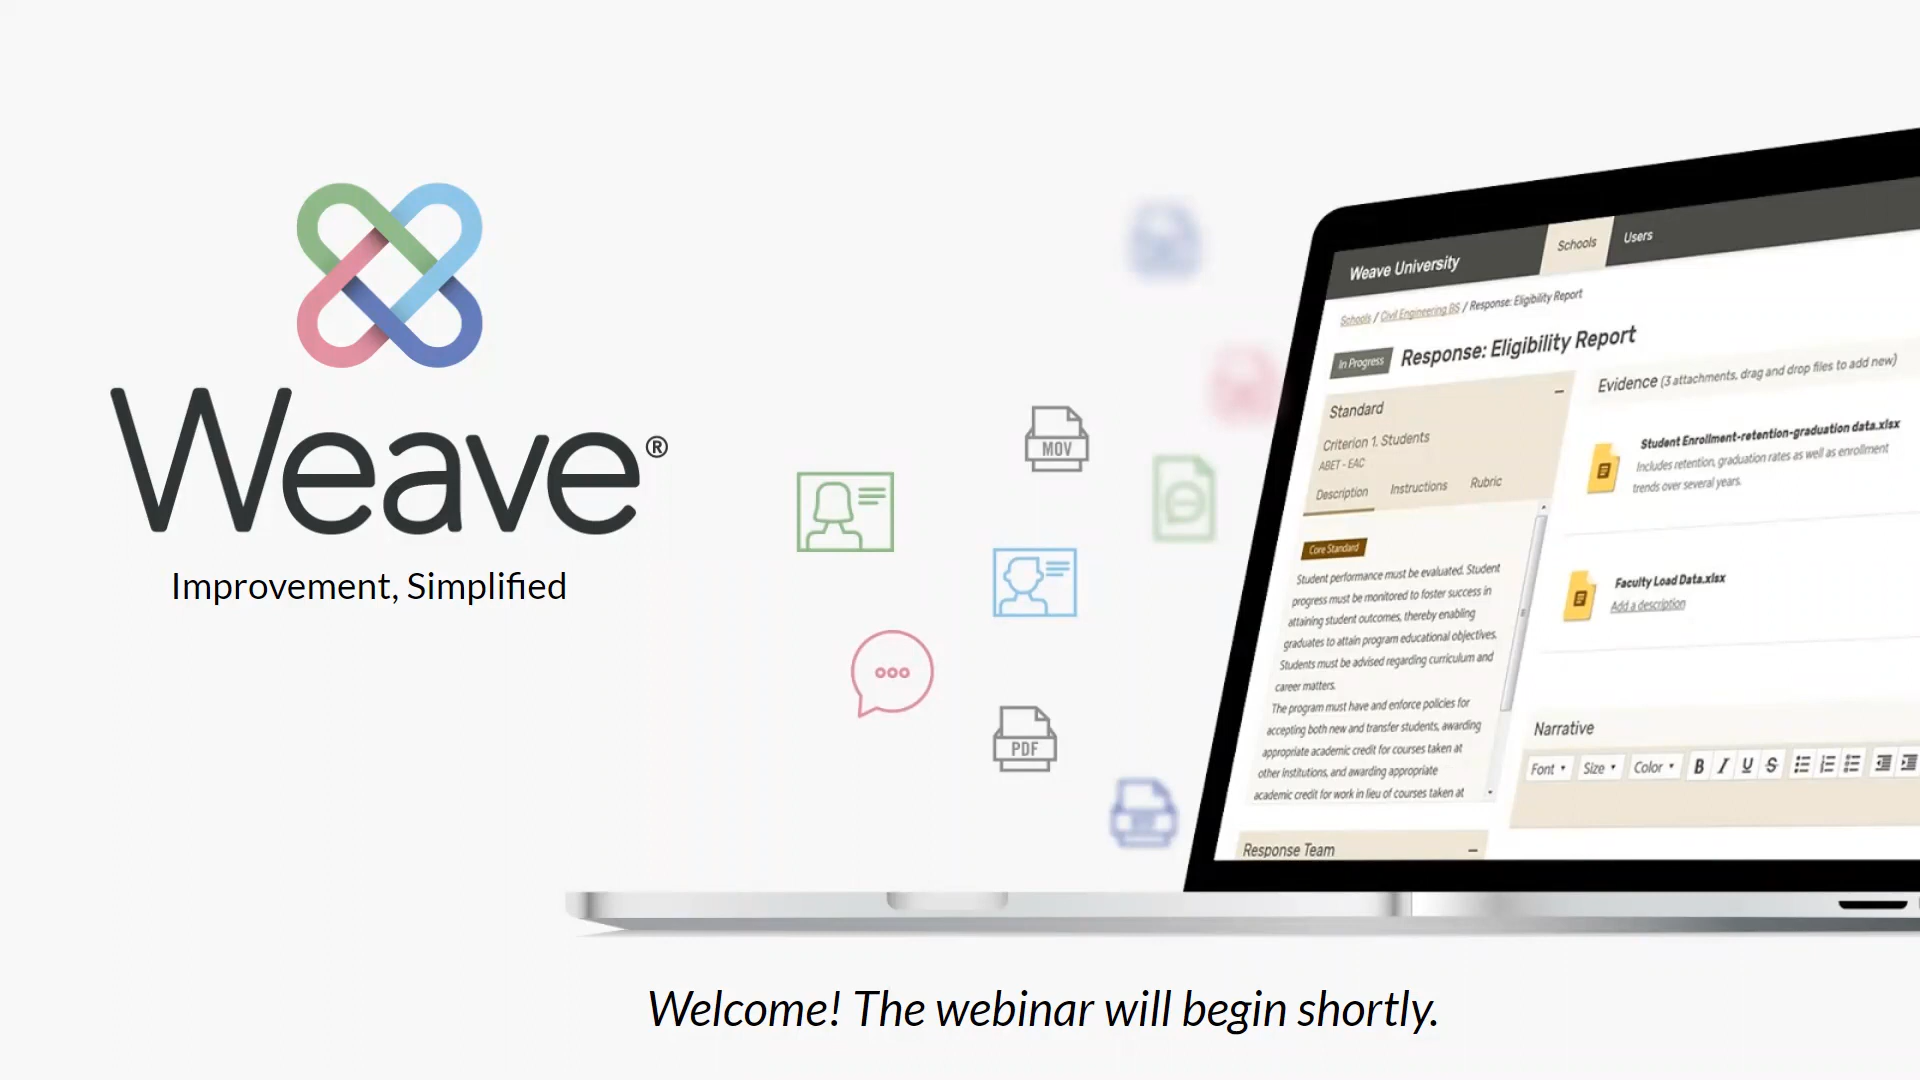 Weave®
Improvement, Simplified
MOV
PDF
Weave University
Schools
Users
Schools / Civil Engineering BS / Response: Eligibility Report
In Progress
Response: Eligibility Report
Standard
Criterion 1. Students
ABET - EAC
Description
Instructions
Rubric
Core Standard
Student performance must be evaluated. Student
progress must be monitored to foster success in
attaining student outcomes, thereby enabling
graduates to attain program educational objectives.
Students must be advised regarding curriculum and
career matters.
The program must have and enforce policies for
accepting both new and transfer students, awarding
appropriate academic credit for courses taken at
other institutions, and awarding appropriate
academic credit for work in lieu of courses taken at
Response Team
Evidence (3 attachments, drag and drop files to add new)
Student Enrollment-retention-graduation data.xlsx
Includes retention, graduation rates as well as enrollment
trends over several years.
Faculty Load Data.xlsx
Add a description
Narrative
Font
Size
Color
B I U S
Welcome! The webinar will begin shortly.